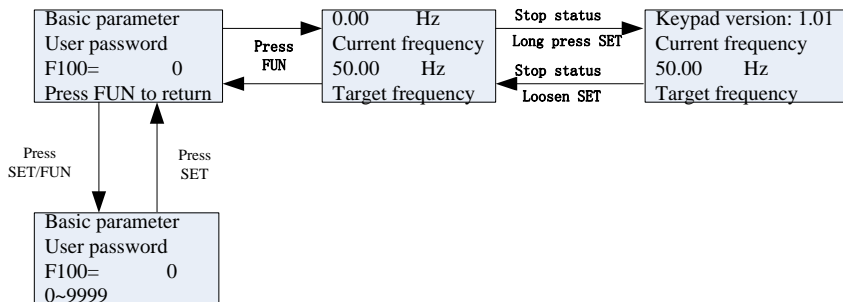 Basic parameter
User password
F100= 0
Press FUN to return
Press
FUN
0.00 Hz
Current frequency
50.00 Hz
Target frequency
Stop status
Long press SET
Stop status
Loosen SET
Keypad version: 1.01
Current frequency
50.00 Hz
Target frequency
Press
SET/FUN
Press
SET
Basic parameter
User password
F100= 0
0~9999